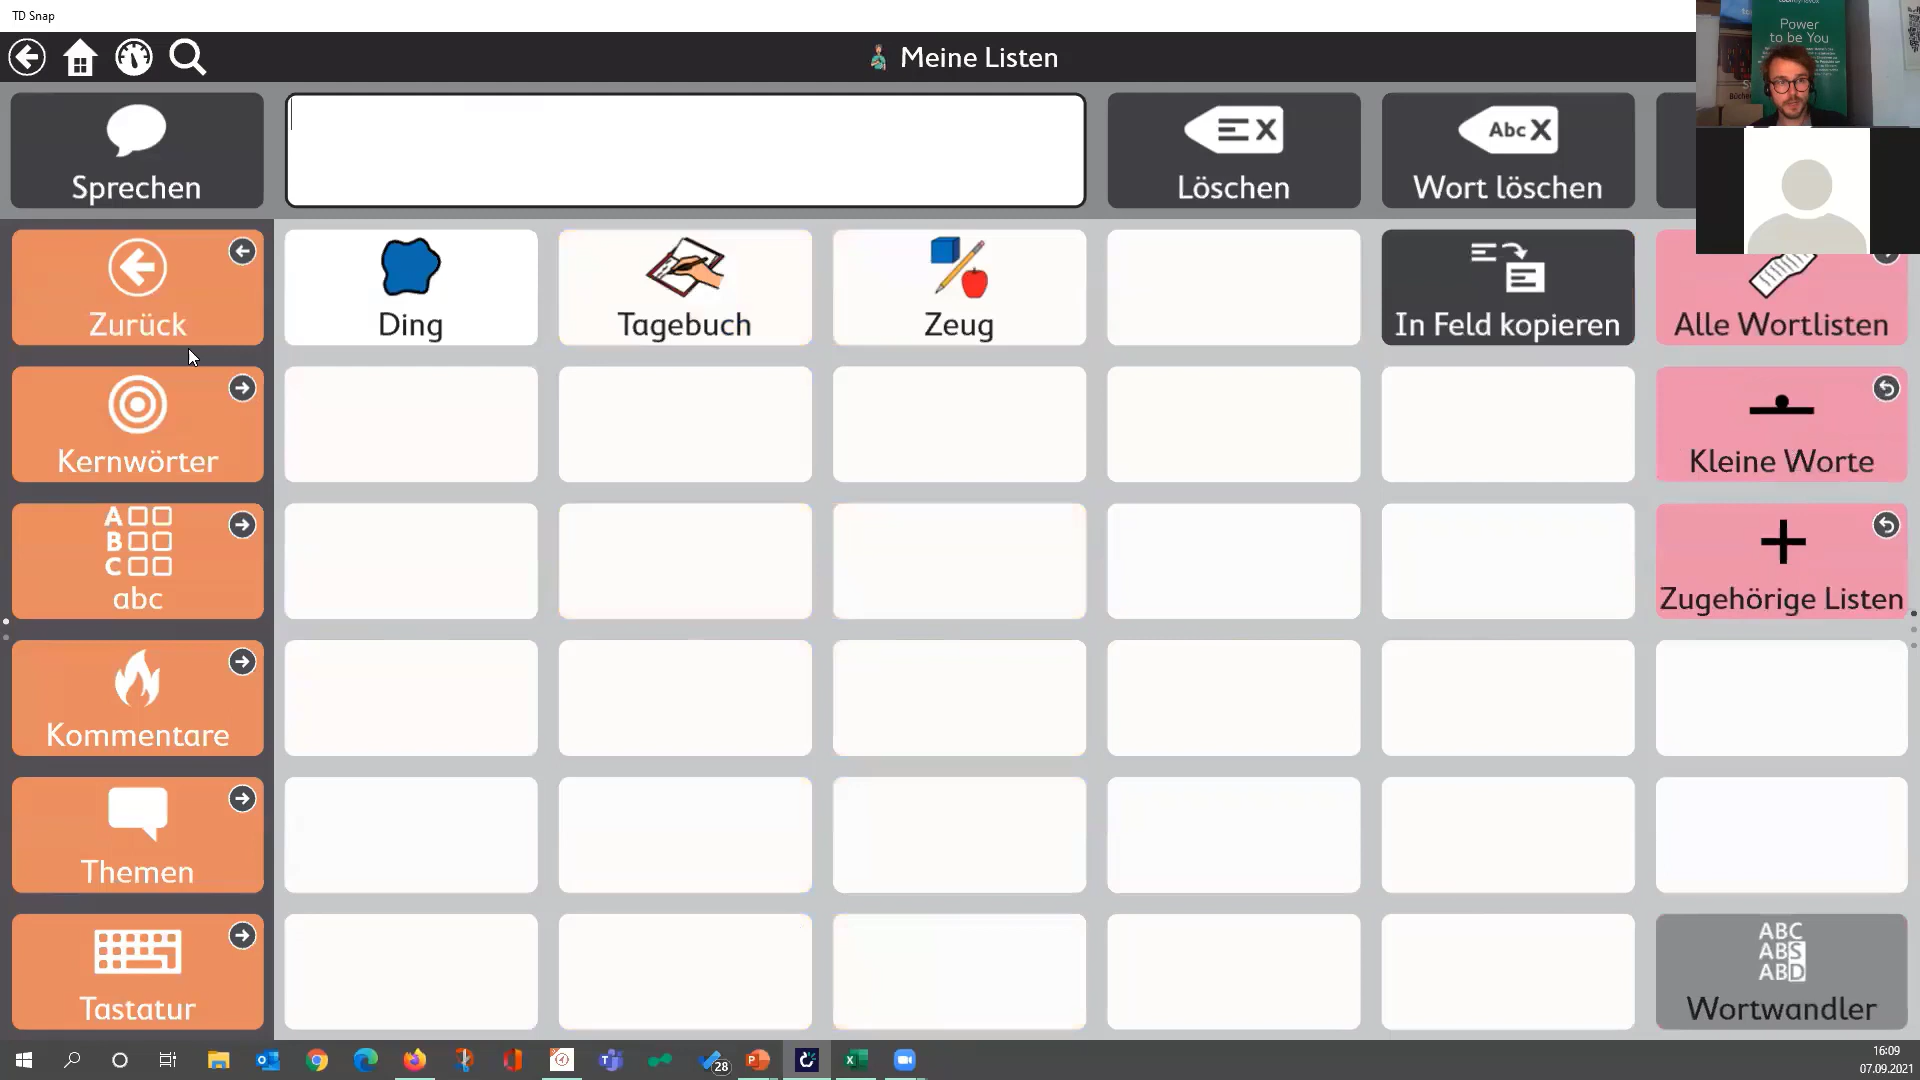 TD Snap
Meine Listen
Power
to be You
Sprechen
Abc
Löschen
Wort löschen
Zurück
Ding
Tagebuch
Zeug
In Feld kopieren
Alle Wortlisten
Kernwörter
Kleine Worte
A
B
C
abc
Zugehörige Listen
Kommentare
Themen
Tastatur
ABC
ABS
ABD
Wortwandler
28
16:09
07.09.2021